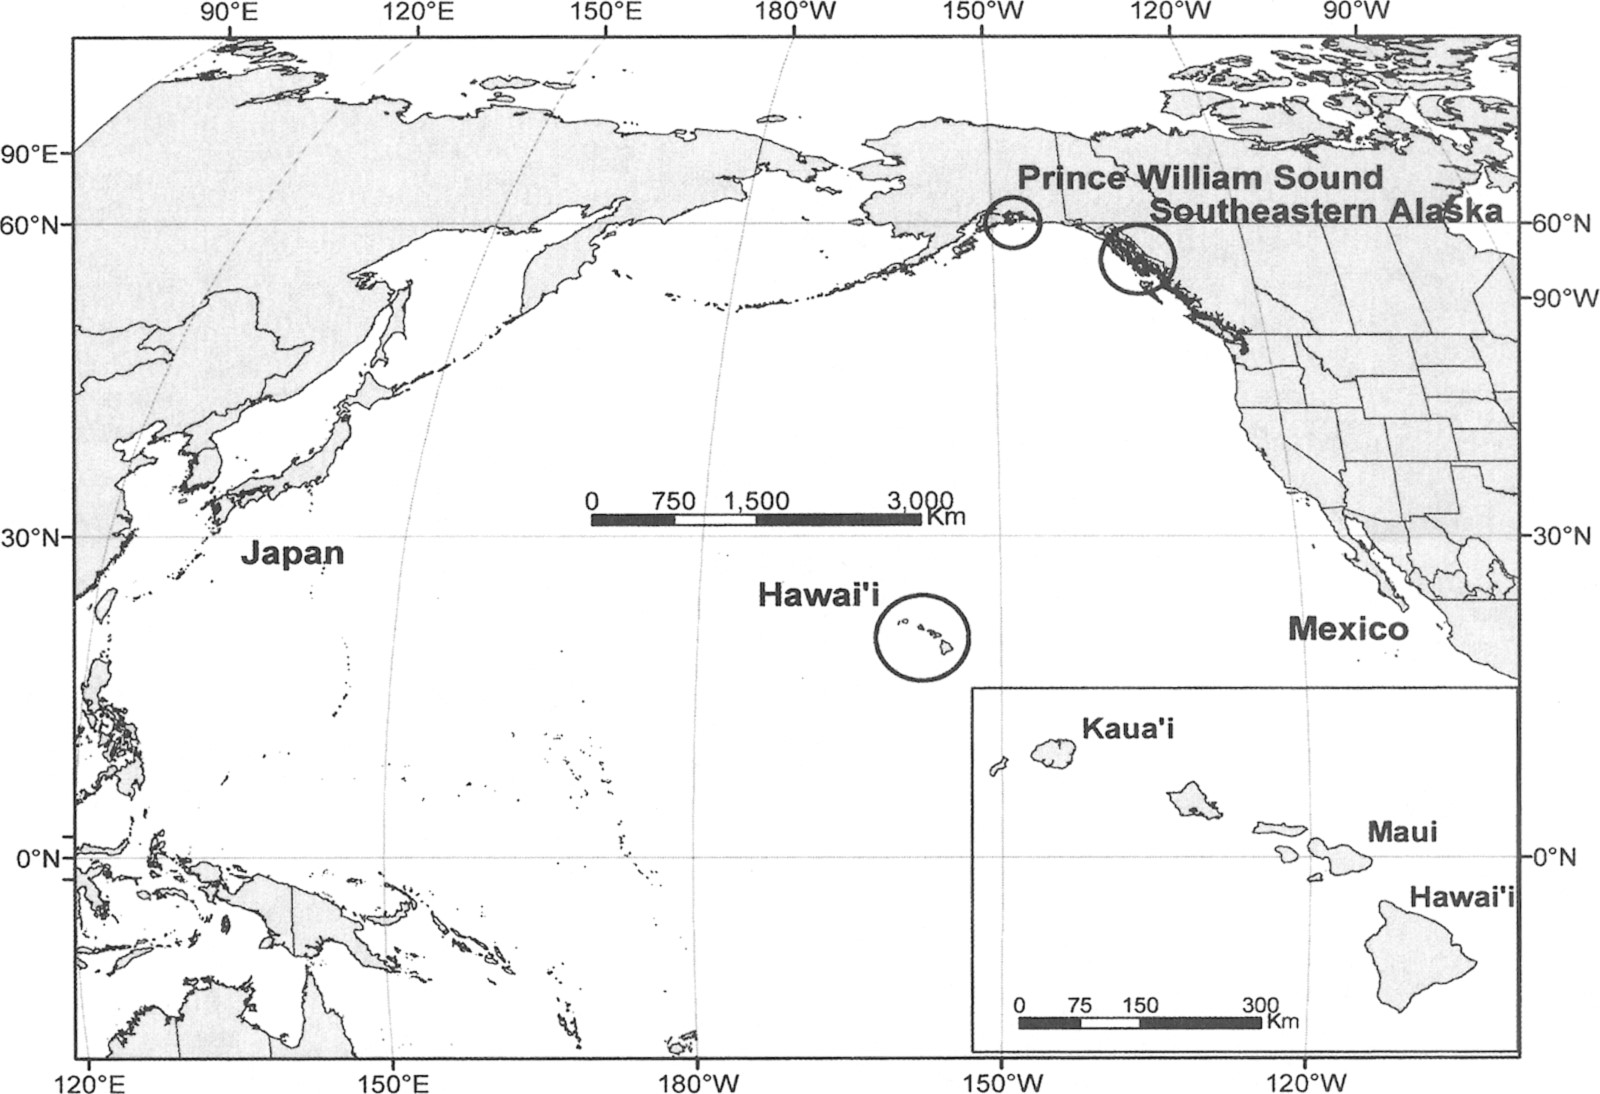 90°E 120°E 150°E 180°W 150°W 120°W 90°W
90°E
Prince William Sound
Southeastern Alaska
60°N 60°N
90°W
0 750 1,500 3,000
Km
30°N 30°N
Japan
Hawai'i
Mexico
Kaua'i
Maui
0°N 0°N
Hawai'i
0 75 150 300
Km
120°E 150°E 180°W 150°W 120°W